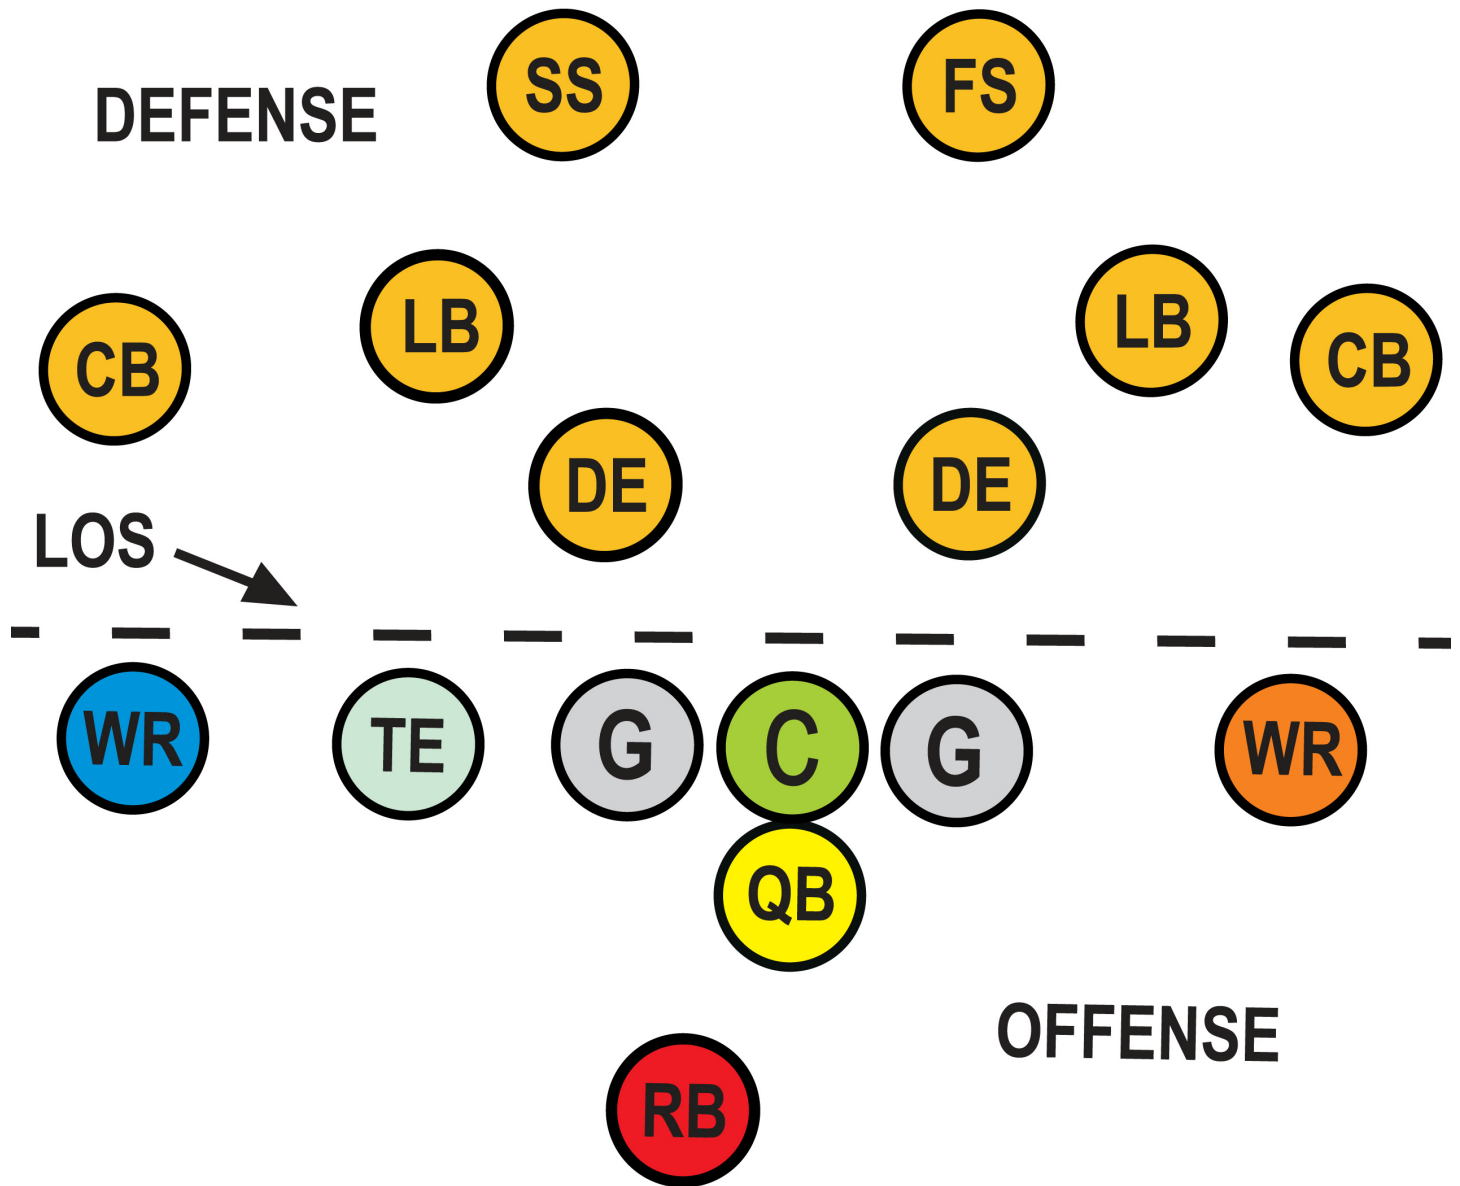 SS FS
DEFENSE
LB LB
CB CB
DE DE
LOS
WR TE G C G WR
QB
OFFENSE
RB